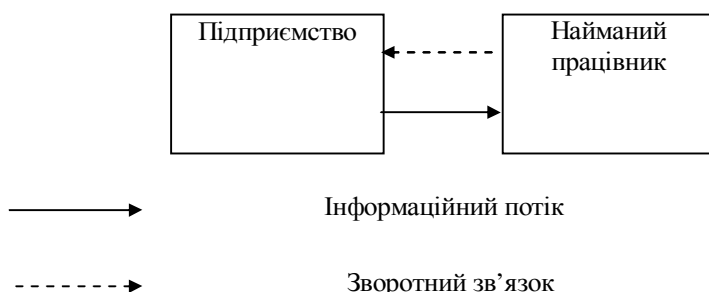 Підприємство
Найманий
працівник
Інформаційний потік
Зворотний зв’язок